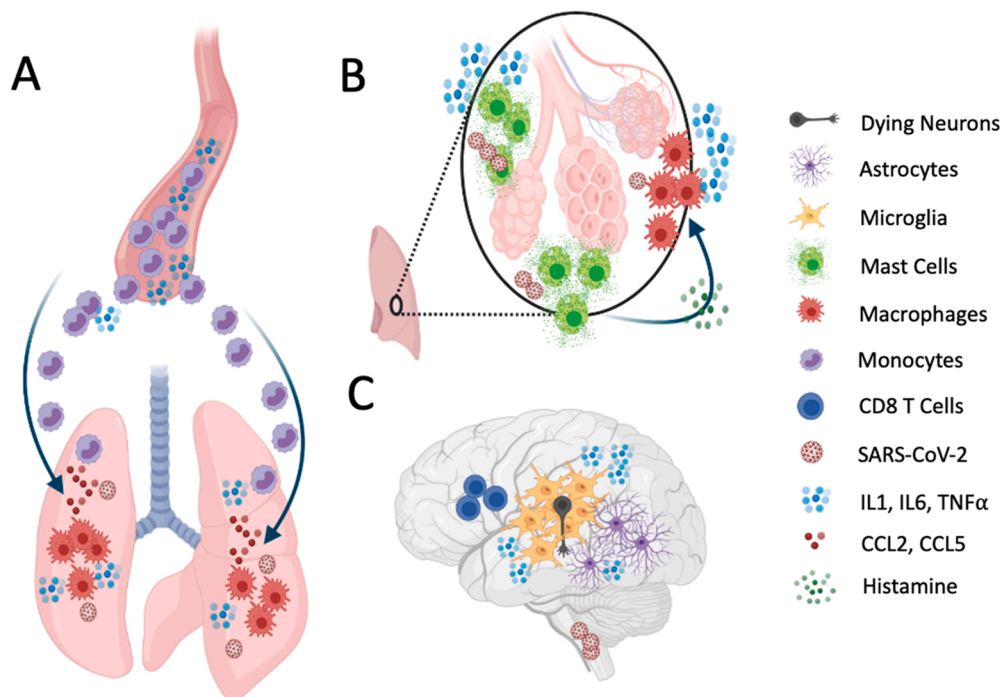 A
B
C
Dying Neurons
Astrocytes
Microglia
Mast Cells
Macrophages
Monocytes
CD8 T Cells
SARS-CoV-2
IL1, IL6, TNFα
CCL2, CCL5
Histamine